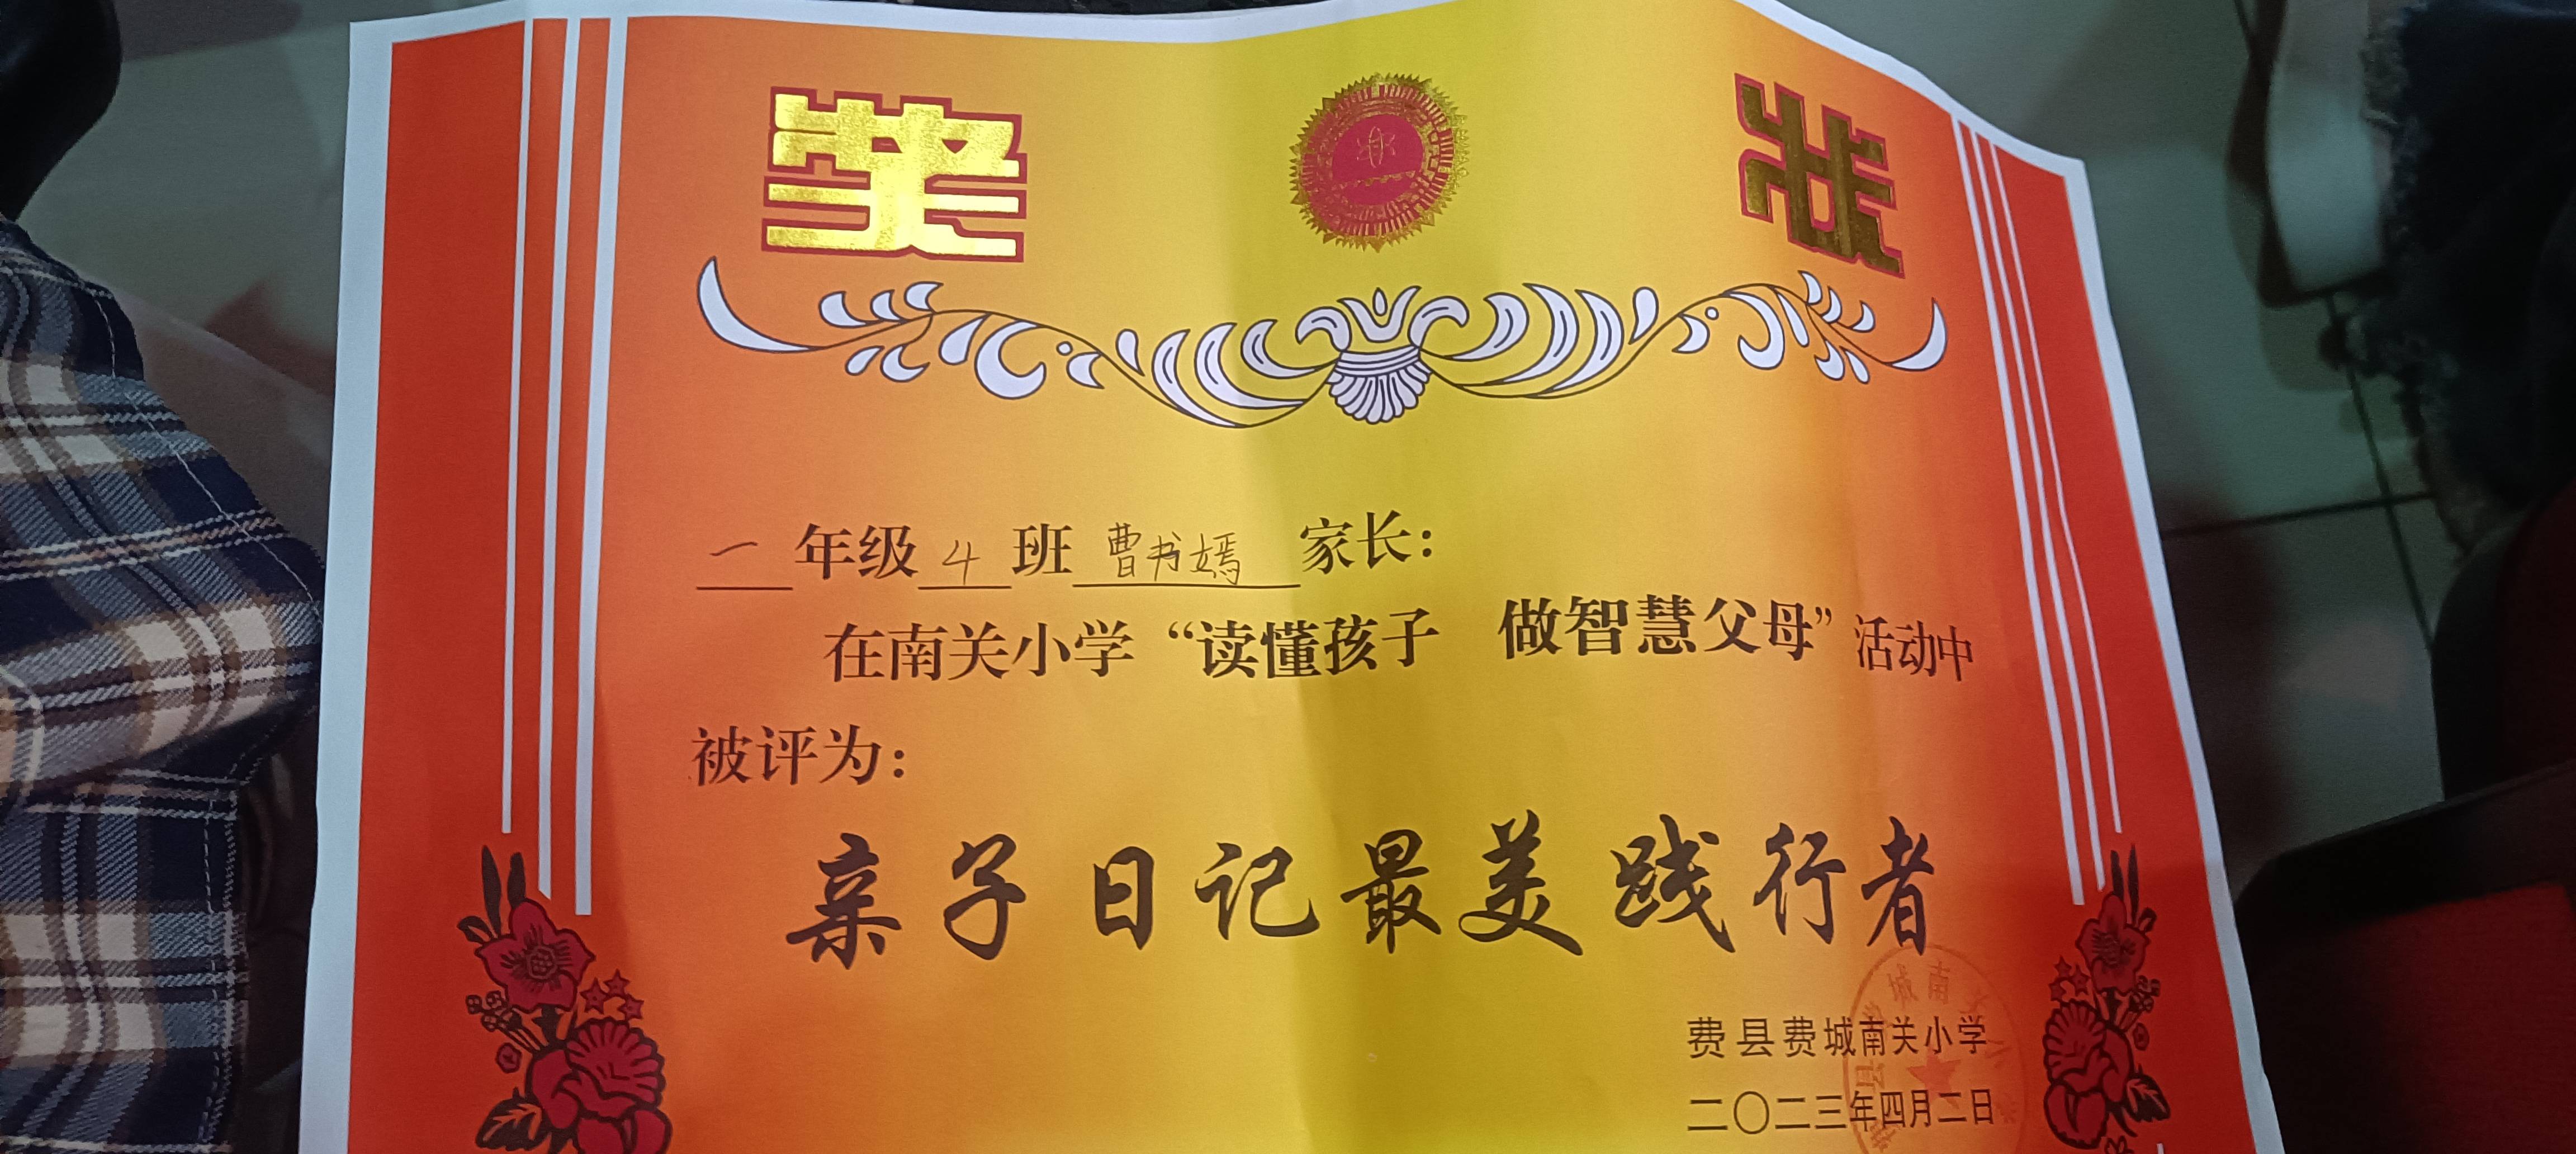 奖状
一年级4班曹书嫣家长：
在南关小学“读懂孩子 做智慧父母”活动中
被评为：
亲子日记最美践行者
费县费城南关小学
二〇二三年四月二日